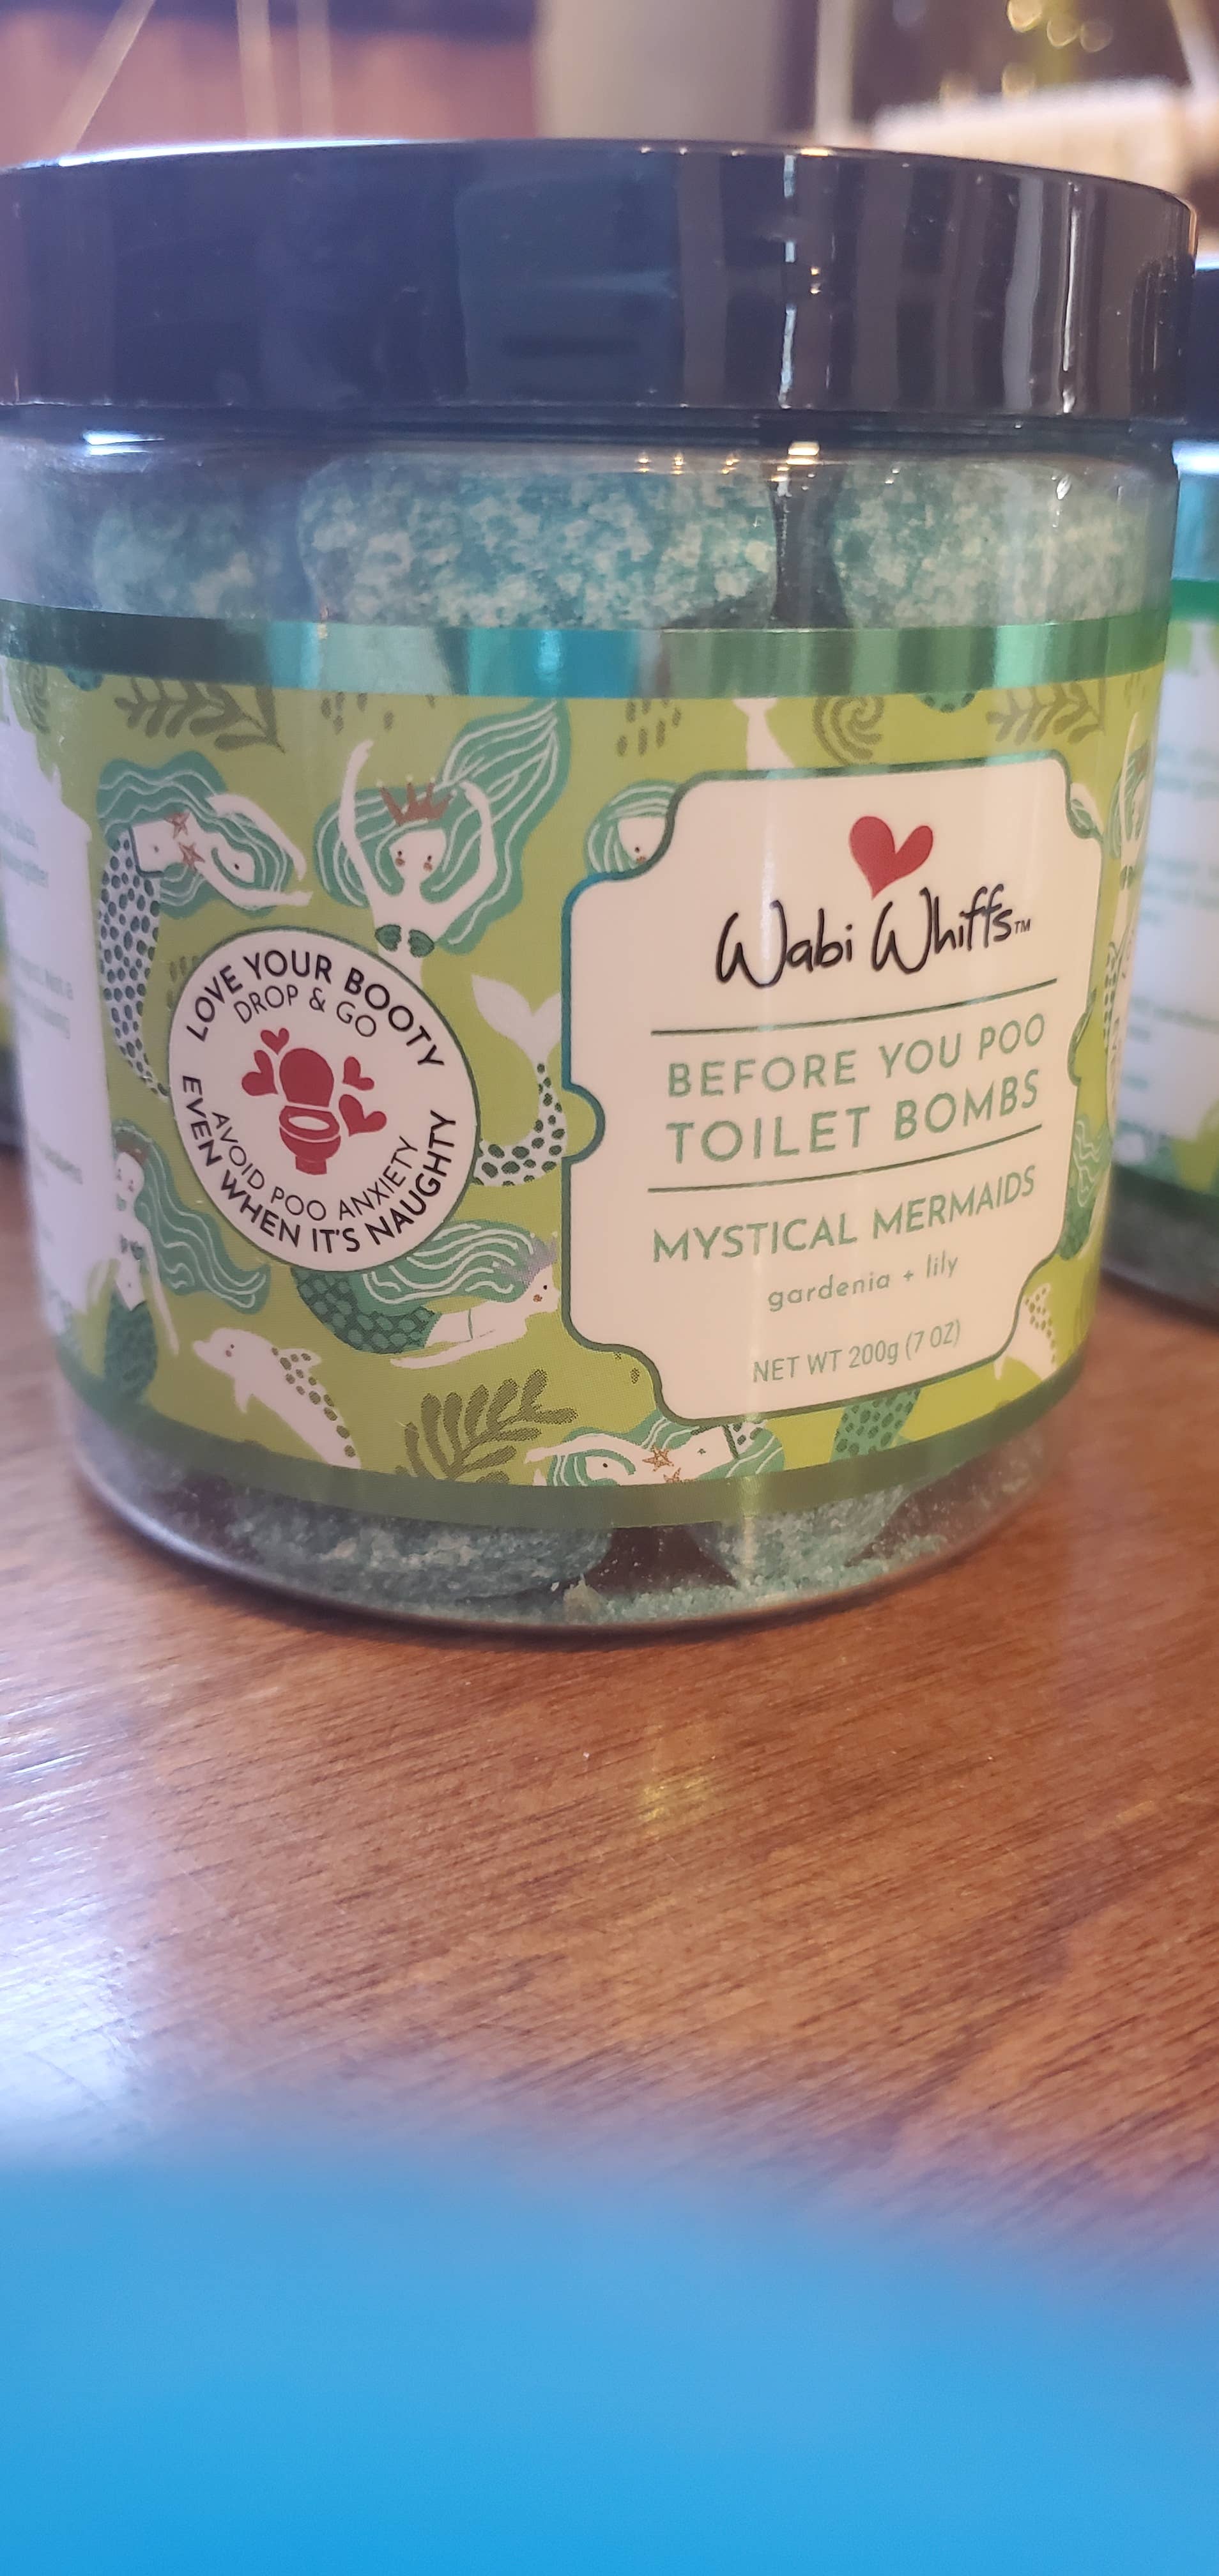 LOVE YOUR BOOTY
DROP & GO
AVOID POO ANXIETY
EVEN WHEN IT'S NAUGHTY
Wabi Whiffs™
BEFORE YOU POO
TOILET BOMBS
MYSTICAL MERMAIDS
gardenia + lily
NET WT 200g (7 OZ)